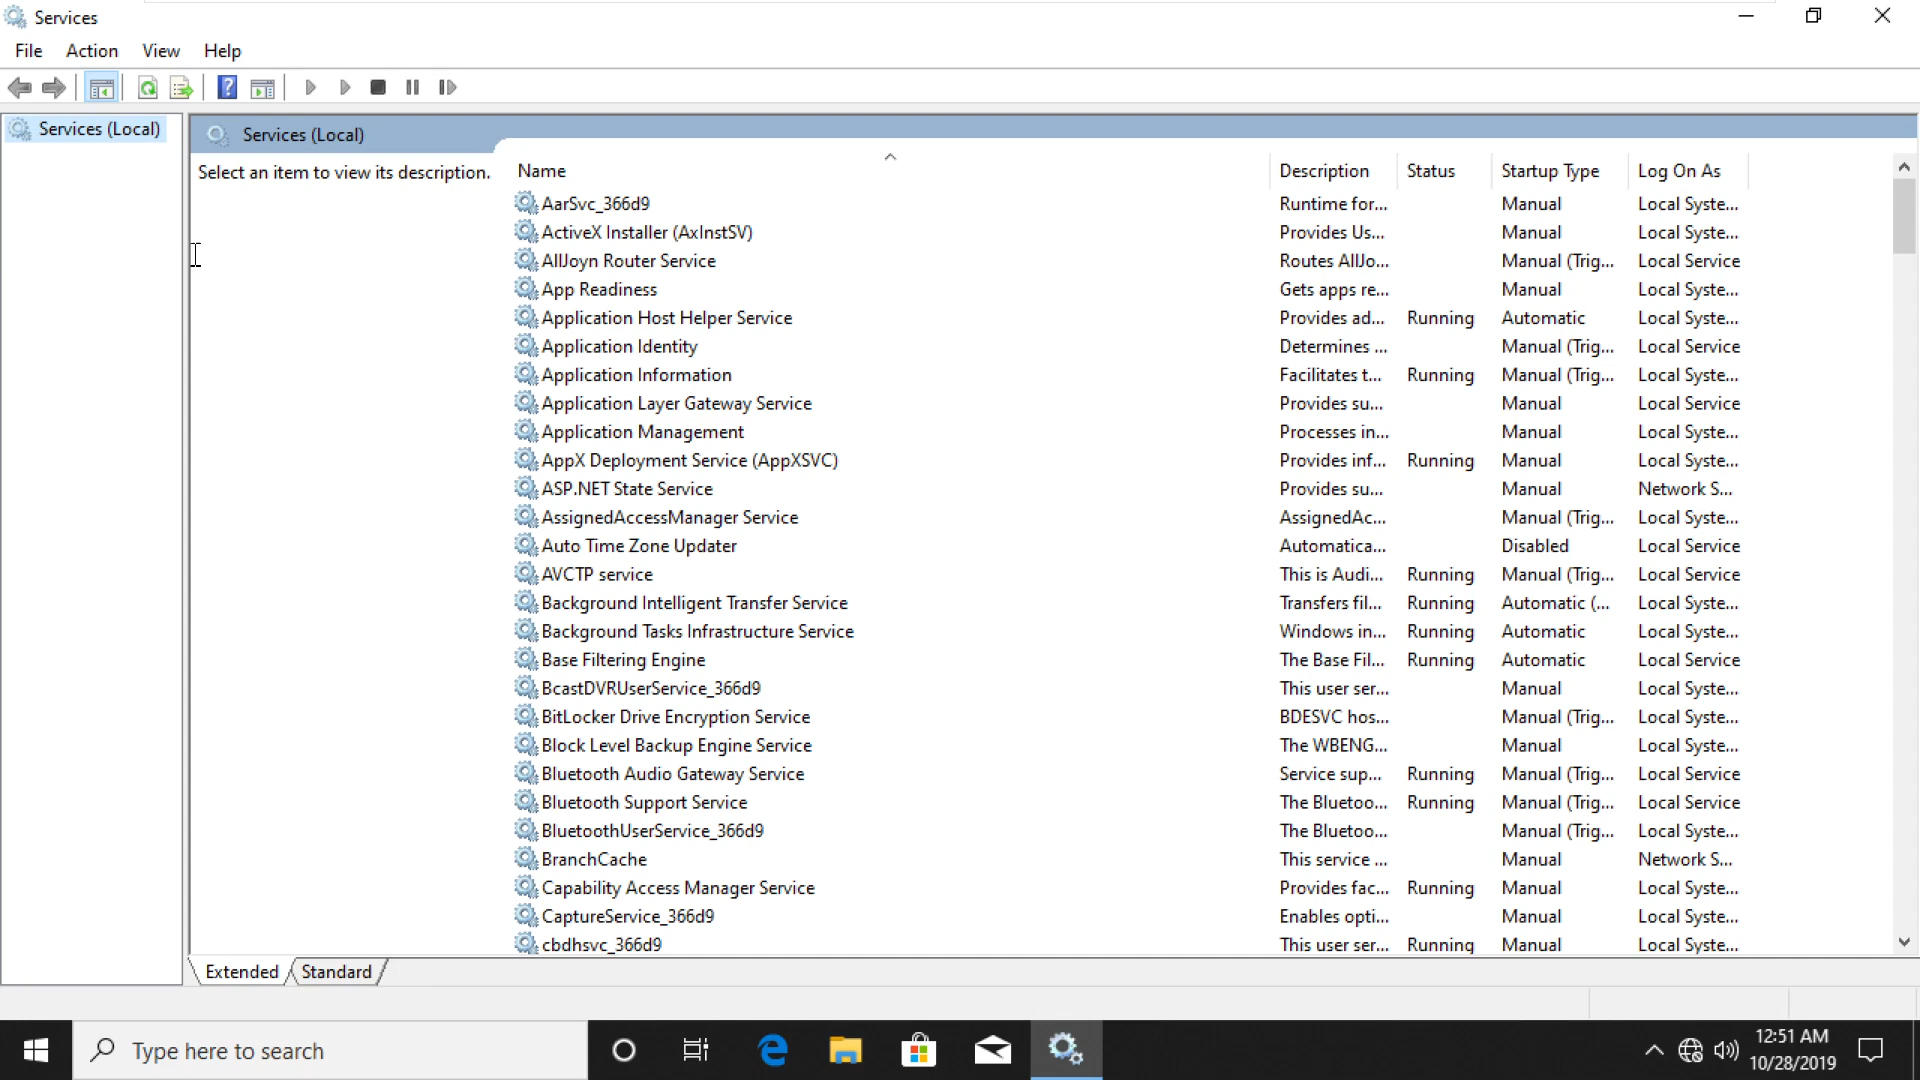 Services
File Action View Help
Services (Local)
Services (Local)
Select an item to view its description.
Name Description Status Startup Type Log On As
AarSvc_366d9 Runtime for... Manual Local Syste...
ActiveX Installer (AxInstSV) Provides Us... Manual Local Syste...
AllJoyn Router Service Routes AllJo... Manual (Trig... Local Service
App Readiness Gets apps re... Manual Local Syste...
Application Host Helper Service Provides ad... Running Automatic Local Syste...
Application Identity Determines ... Manual (Trig... Local Service
Application Information Facilitates t... Running Manual (Trig... Local Syste...
Application Layer Gateway Service Provides su... Manual Local Service
Application Management Processes in... Manual Local Syste...
AppX Deployment Service (AppXSVC) Provides inf... Running Manual Local Syste...
ASP.NET State Service Provides su... Manual Network S...
AssignedAccessManager Service AssignedAc... Manual (Trig... Local Syste...
Auto Time Zone Updater Automatica... Disabled Local Service
AVCTP service This is Audi... Running Manual (Trig... Local Service
Background Intelligent Transfer Service Transfers fil... Running Automatic (... Local Syste...
Background Tasks Infrastructure Service Windows in... Running Automatic Local Syste...
Base Filtering Engine The Base Fil... Running Automatic Local Service
BcastDVRUserService_366d9 This user ser... Manual Local Syste...
BitLocker Drive Encryption Service BDESVC hos... Manual (Trig... Local Syste...
Block Level Backup Engine Service The WBENG... Manual Local Syste...
Bluetooth Audio Gateway Service Service sup... Running Manual (Trig... Local Service
Bluetooth Support Service The Bluetoo... Running Manual (Trig... Local Service
BluetoothUserService_366d9 The Bluetoo... Manual (Trig... Local Syste...
BranchCache This service ... Manual Network S...
Capability Access Manager Service Provides fac... Running Manual Local Syste...
CaptureService_366d9 Enables opti... Manual Local Syste...
cbdhsvc_366d9 This user ser... Running Manual Local Syste...
Extended Standard
Type here to search
12:51 AM
10/28/2019